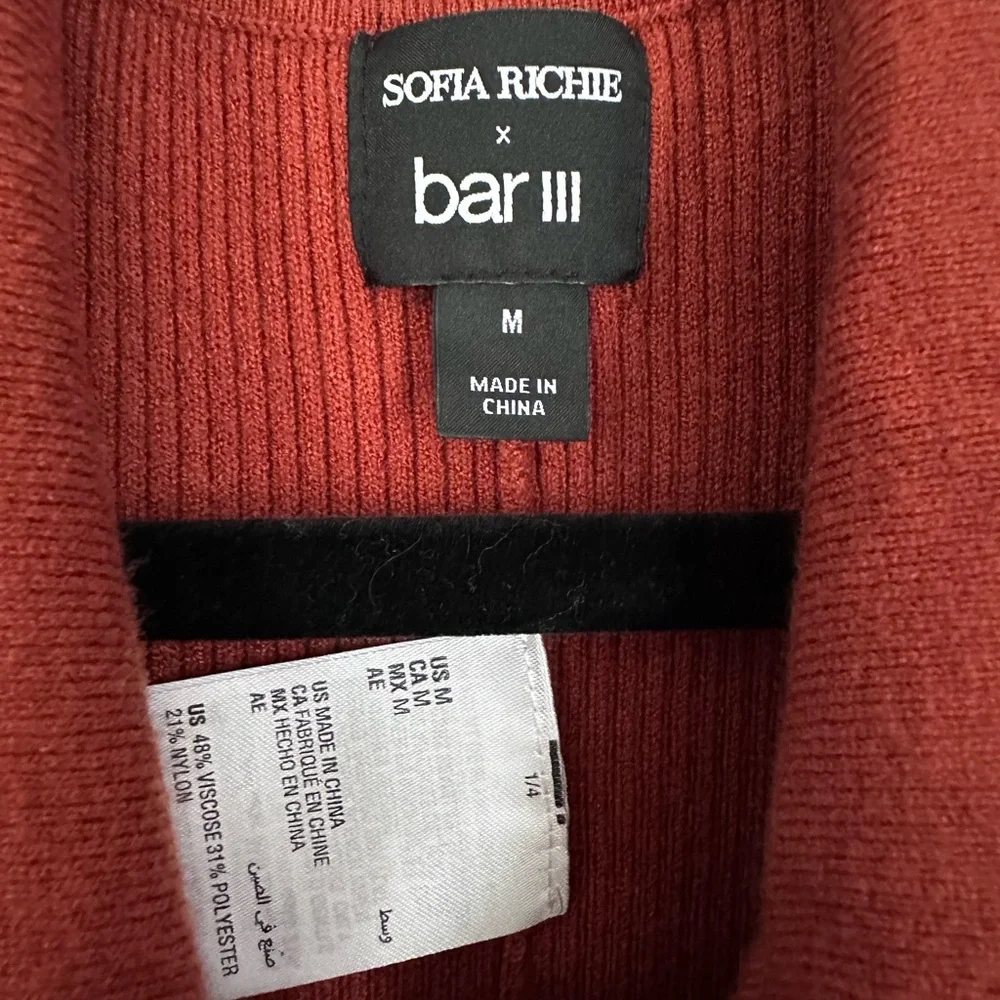 SOFIA RICHIE
x
bar III
M
MADE IN
CHINA
US M
CA M
MX M
AE وسط
US MADE IN CHINA
CA FABRIQUÉ EN CHINE
MX HECHO EN CHINA
AE صنع في الصين
US 48% VISCOSE 31% POLYESTER
21% NYLON
1/4